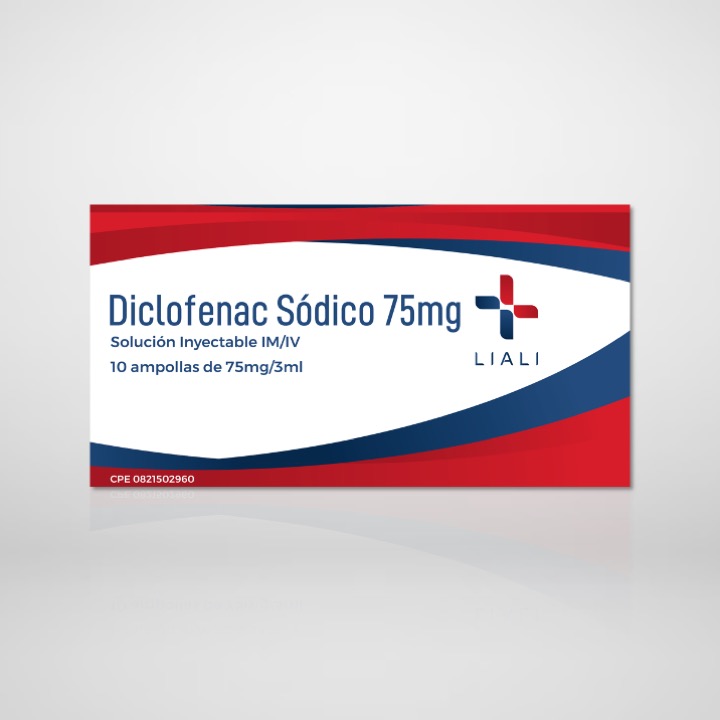 Diclofenac Sódico 75mg
Solución Inyectable IM/IV
10 ampollas de 75mg/3ml
LIALI
CPE 0821502960